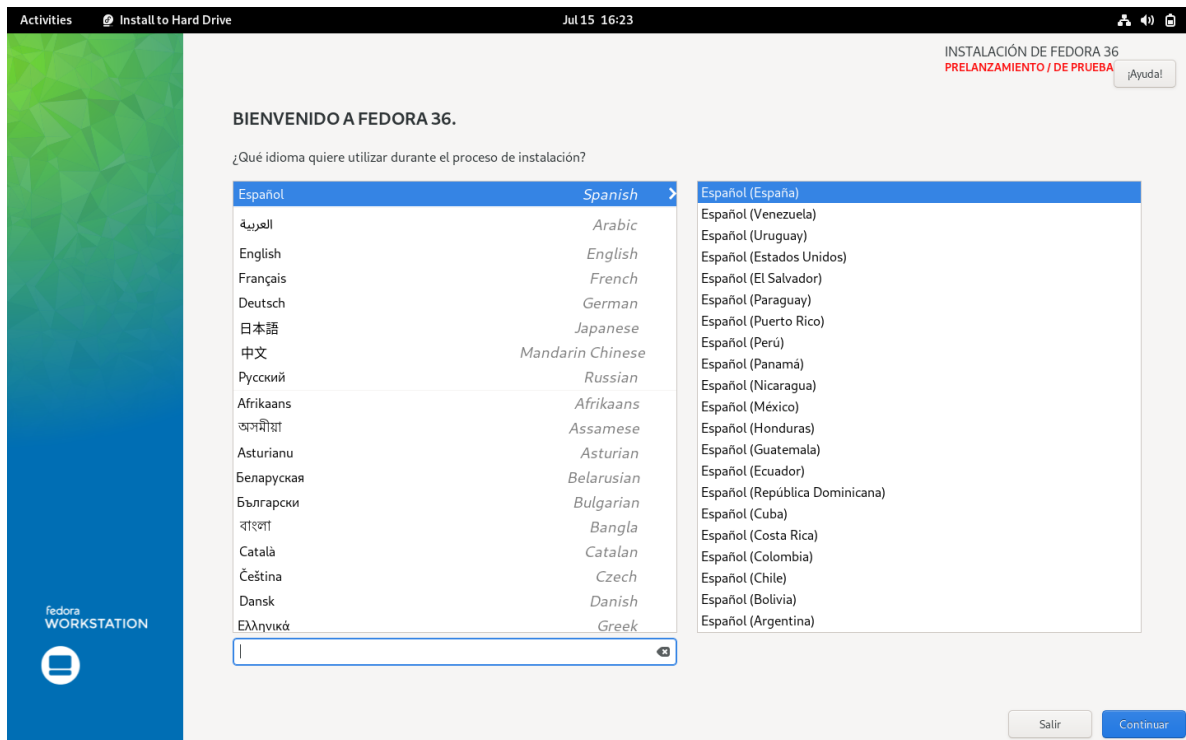 Activities Install to Hard Drive Jul 15 16:23
INSTALACIÓN DE FEDORA 36
PRELANZAMIENTO / DE PRUEBA
¡Ayuda!
BIENVENIDO A FEDORA 36.
¿Qué idioma quiere utilizar durante el proceso de instalación?
Español Spanish
العربية Arabic
English English
Français French
Deutsch German
日本語 Japanese
中文 Mandarin Chinese
Русский Russian
Afrikaans Afrikaans
অসমীয়া Assamese
Asturianu Asturian
Беларуская Belarusian
Български Bulgarian
বাংলা Bangla
Català Catalan
Čeština Czech
Dansk Danish
Ελληνικά Greek
Español (España)
Español (Venezuela)
Español (Uruguay)
Español (Estados Unidos)
Español (El Salvador)
Español (Paraguay)
Español (Puerto Rico)
Español (Perú)
Español (Panamá)
Español (Nicaragua)
Español (México)
Español (Honduras)
Español (Guatemala)
Español (Ecuador)
Español (República Dominicana)
Español (Cuba)
Español (Costa Rica)
Español (Colombia)
Español (Chile)
Español (Bolivia)
Español (Argentina)
fedora
WORKSTATION
Salir Continuar